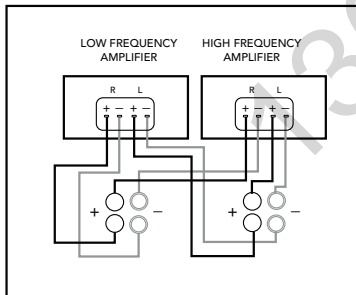 LOW FREQUENCY AMPLIFIER
HIGH FREQUENCY AMPLIFIER
R L
+ − + −
R L
+ − + −
+ −
+ −